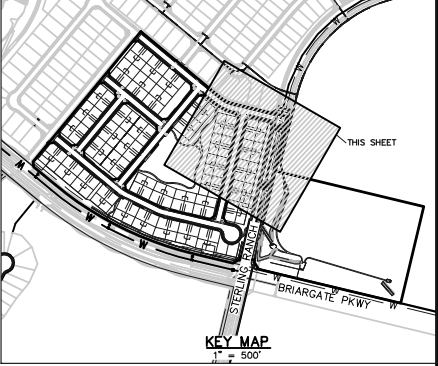 THIS SHEET
STERLING RANCH
BRIARGATE PKWY
W
W
W
W
W
W
W
KEY MAP
1" = 500'